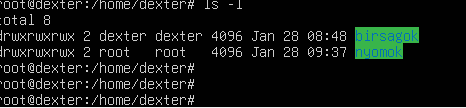 root@dexter:/home/dexter# ls -l
total 8
drwxrwxrwx 2 dexter dexter 4096 Jan 28 08:48 birsagok
drwxrwxrwx 2 root   root   4096 Jan 28 09:37 nyomok
root@dexter:/home/dexter#
root@dexter:/home/dexter#
root@dexter:/home/dexter#